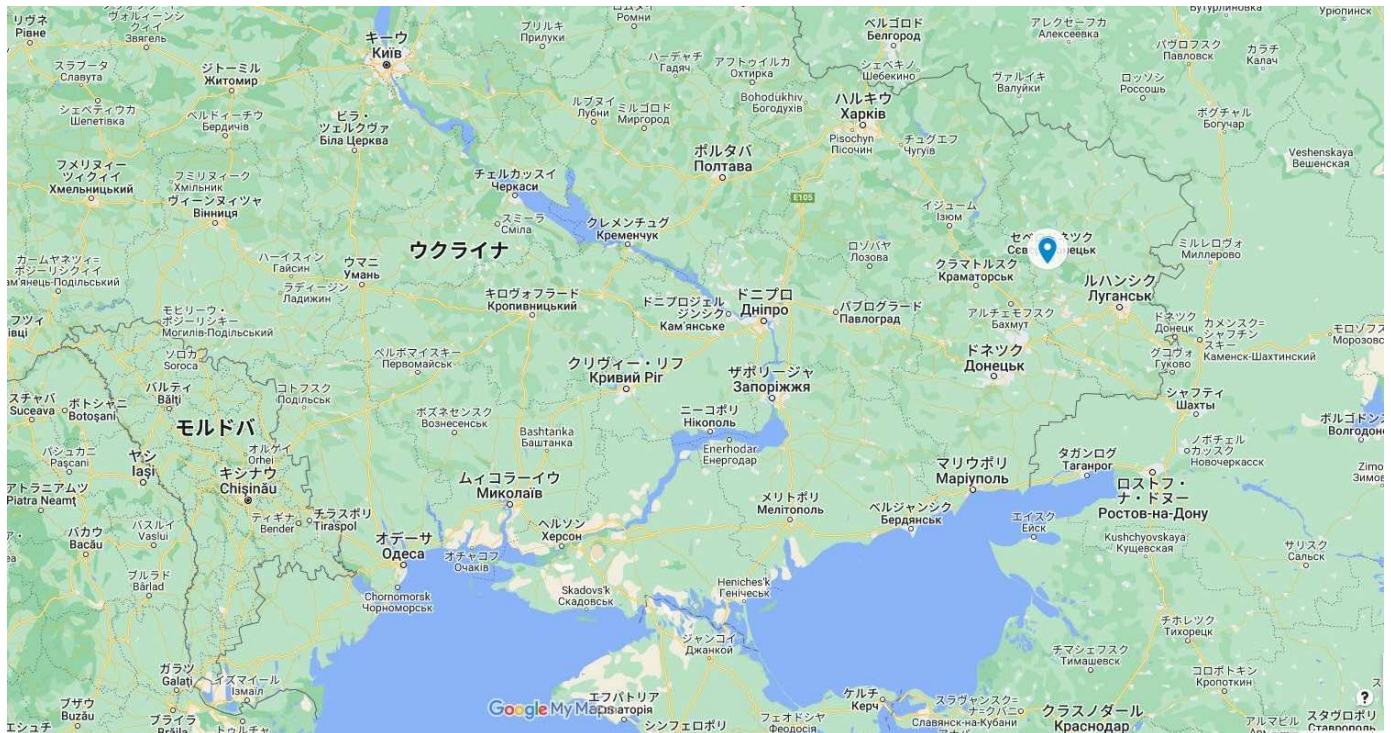 リヴネ
Рівне
ヴォルィーンシ
クィイ
Звягель
スラブータ
Славута
シェペティウカ
Шепетівка
ジトーミル
Житомир
ベルドィーチウ
Бердичів
キーウ
Київ
ビラ・
ツェルクヴァ
Біла Церква
プリルキ
Прилуки
ロムヌイ
Ромни
ハーデャチ
Гадяч
アフトゥイルカ
Охтирка
ルブヌイ
Лубни
ミルゴロド
Миргород
Bohodukhiv
Богодухів
ベルゴロド
Белгород
シェベキノ
Шебекино
ハルキウ
Харків
Pisochyn
Пісочин
チュグエフ
Чугуїв
アレクセーフカ
Алексеевка
ヴァルイキ
Валуйки
ロッソシ
Россошь
パヴロフスク
Павловск
Бутурлиновка
Урюпинск
カラチ
Калач
ボグチャル
Богучар
Veshenskaya
Вешенская
フメリヌィー
ツィクィイ
Хмельницький
フミリヌィーク
Хмільник
ヴィーンヌィツャ
Вінниця
チェルカッスイ
Черкаси
スミーラ
Сміла
ポルタバ
Полтава
クレメンチュグ
Кременчук
E105
イジューム
Ізюм
ロゾバヤ
Лозова
クラマトルスク
Краматорськ
ミルレロヴォ
Миллерово
ウクライナ
カームヤネツィ=
ポジーリシクィイ
ハーイスィン
Гайсин
ラディージン
Ладижин
ウマニ
Умань
キロヴォフラード
Кропивницький
ドニプロジェル
ジンシク
Кам'янське
ドニプロ
Дніпро
パブログラード
Павлоград
アルチェモフスク
Бахмут
ルハンシク
Луганськ
ドネツク
Донецк
グコヴォ
Гуково
カメンスク=
シャフチン
スキー
Каменск-Шахтинский
モロゾフス
Морозовс
モヒリーウ・
ポジーリシキー
Могилів-Подільський
ソロカ
Soroca
ペルボマイスキー
Первомайськ
クリヴィー・リフ
Кривий Ріг
ザポリージャ
Запоріжжя
ドネツク
Донецьк
スチャバ
Suceava
ボトシャニ
Botoșani
バルティ
Bălți
コトフスク
Подільськ
ボズネセンスク
Вознесенськ
Bashtanka
Баштанка
ニーコポリ
Нікополь
Enerhodar
Енергодар
シャフティ
Шахты
ボルゴドンス
Волгодонс
モルドバ
パシュカニ
Pașcani
ヤシ
Iași
オルゲイ
Orhei
キシナウ
Chișinău
ムィコラーイウ
Миколаїв
メリトポリ
Мелітополь
マリウポリ
Маріуполь
タガンログ
Таганрог
ノボチェル
カッスク
Новочеркасск
Zimo
Зимов
アトラニアムツ
Piatra Neamț
バカウ
Bacău
バスルイ
Vaslui
ティギナ
Bender
チラスポリ
Tiraspol
オデーサ
Одеса
オチャコフ
Очаків
ヘルソン
Херсон
ベルジャンシク
Бердянськ
エイスク
Ейск
ロストフ・
ナ・ドヌー
Ростов-на-Дону
Kushchyovskaya
Кущевская
サリスク
Сальск
ブルラド
Bârlad
Chornomorsk
Чорноморськ
Skadovs'k
Скадовськ
Heniches'k
Генічеськ
ジャンコイ
Джанкой
チホレツク
Тихорецк
チマシェフスク
Тимашевск
コロポトキン
Кропоткин
ガラツ
Galați
イズマイール
Ізмаїл
ブザウ
Buzău
ブライラ
Brăila
トゥルチャ
Google My Maps
エフパトリア
シンフェロポリ
フェオドシヤ
Феодосія
ケルチ
Керч
スラヴャンスク=
ナ=クバニ
Славянск-на-Кубани
クラスノダール
Краснодар
アルマビル
Армавир
スタヴロポリ
Ставрополь
?